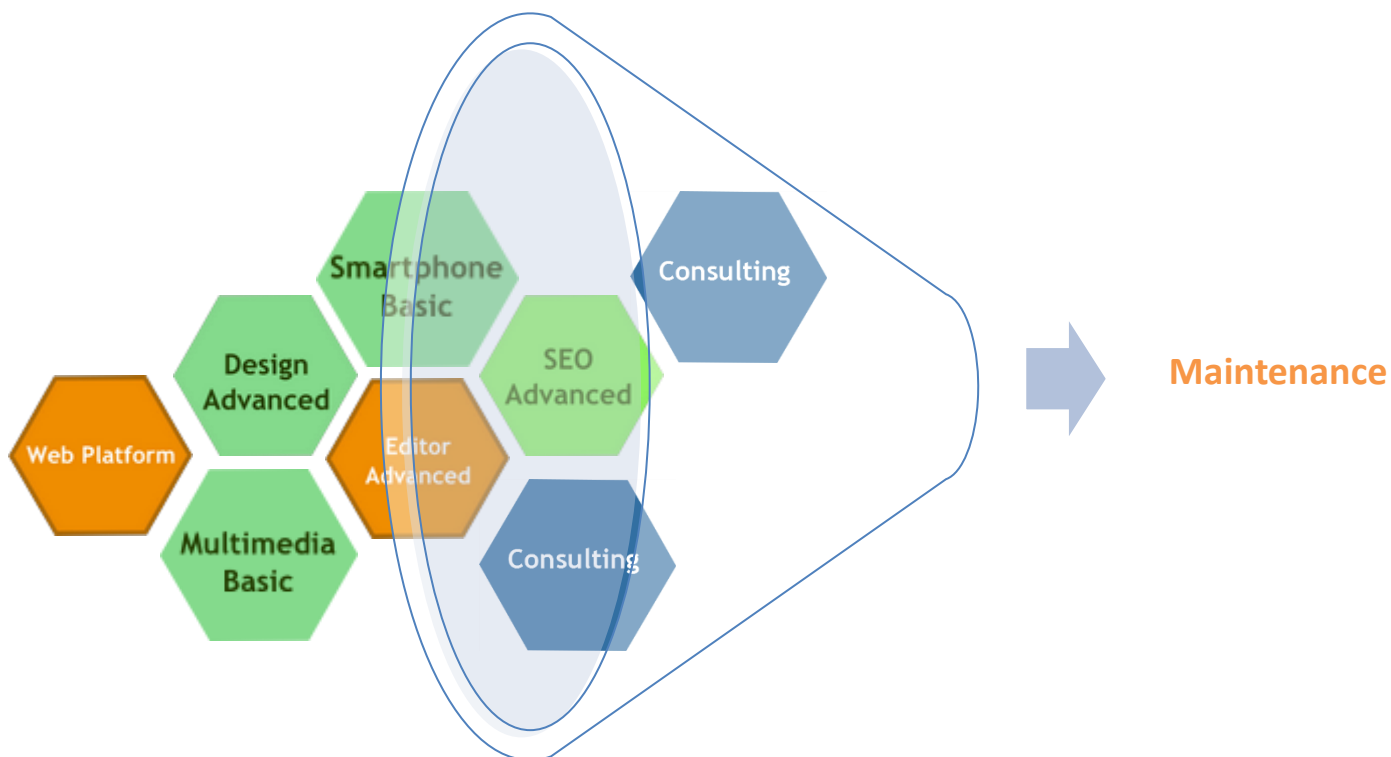 Smartphone
Basic
Consulting
Design
Advanced
SEO
Advanced
Maintenance
Web Platform
Editor
Advanced
Multimedia
Basic
Consulting